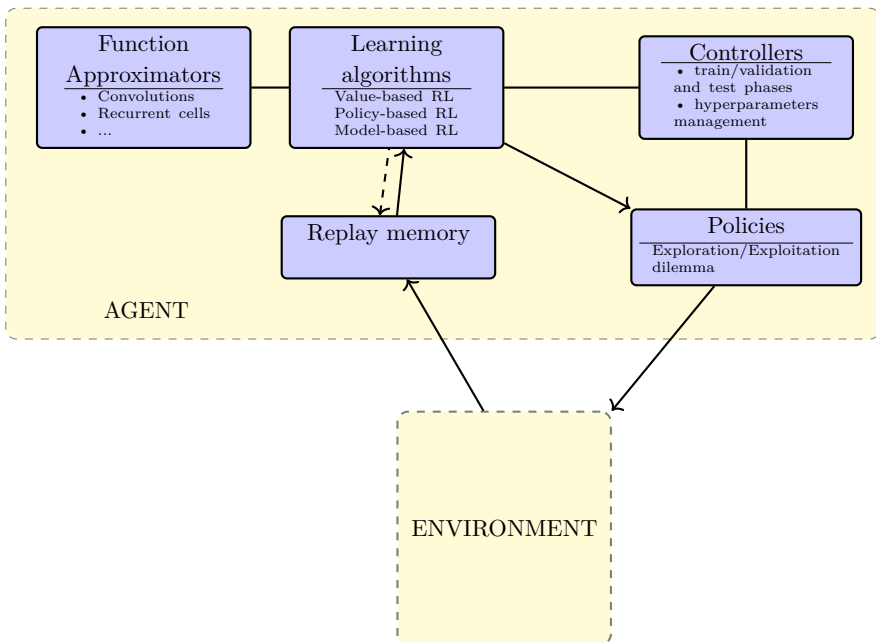 Function
Approximators
• Convolutions
• Recurrent cells
• ...
Learning
algorithms
Value-based RL
Policy-based RL
Model-based RL
Controllers
• train/validation
and test phases
• hyperparameters
management
Replay memory
Policies
Exploration/Exploitation
dilemma
AGENT
ENVIRONMENT